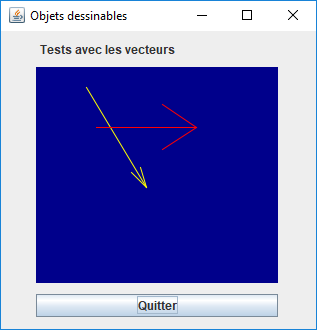 Objets dessinables
Tests avec les vecteurs
Quitter